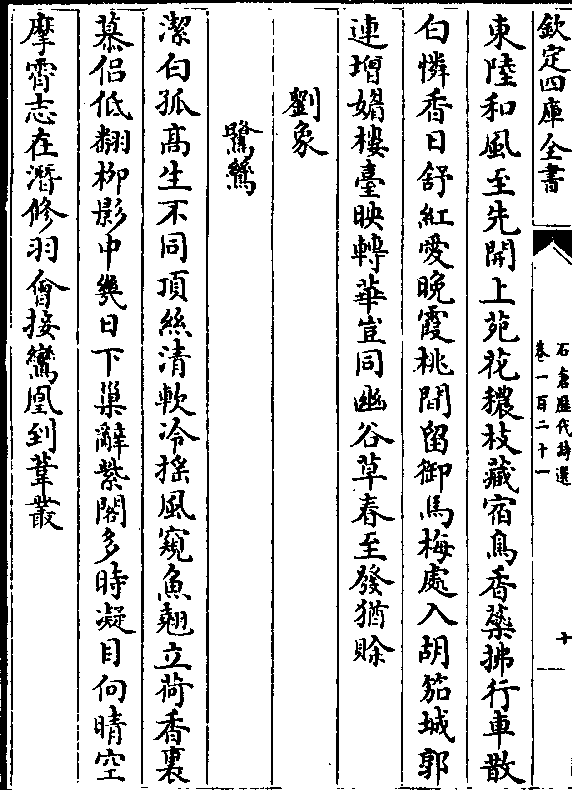 欽定四庫全書
石倉歷代詩選
卷一百二十一
十
東陸和風至先開上苑花穠枝藏宿鳥香蘂拂行車散
白憐香日舒紅愛晚霞桃間留御馬梅處入胡笳城郭
連增媚樓臺映轉華豈同幽谷草春至發猶賒
劉象
鷺鷥
潔白孤高生不同頂絲清軟冷搖風窺魚翹立荷香裏
慕侶低翻栁影中幾日下巢辭紫閣多時凝目向晴空
摩霄志在潛修羽㑹接鸞凰到葦叢